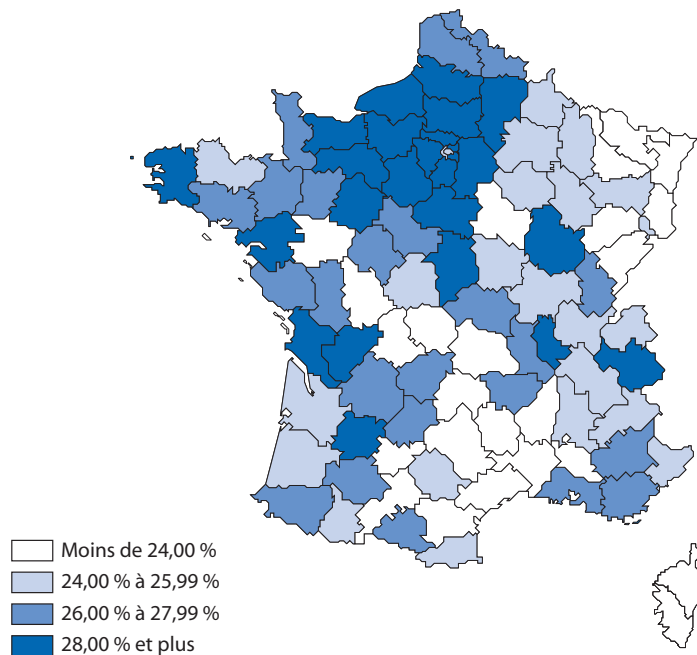 Moins de 24,00 %
24,00 % à 25,99 %
26,00 % à 27,99 %
28,00 % et plus